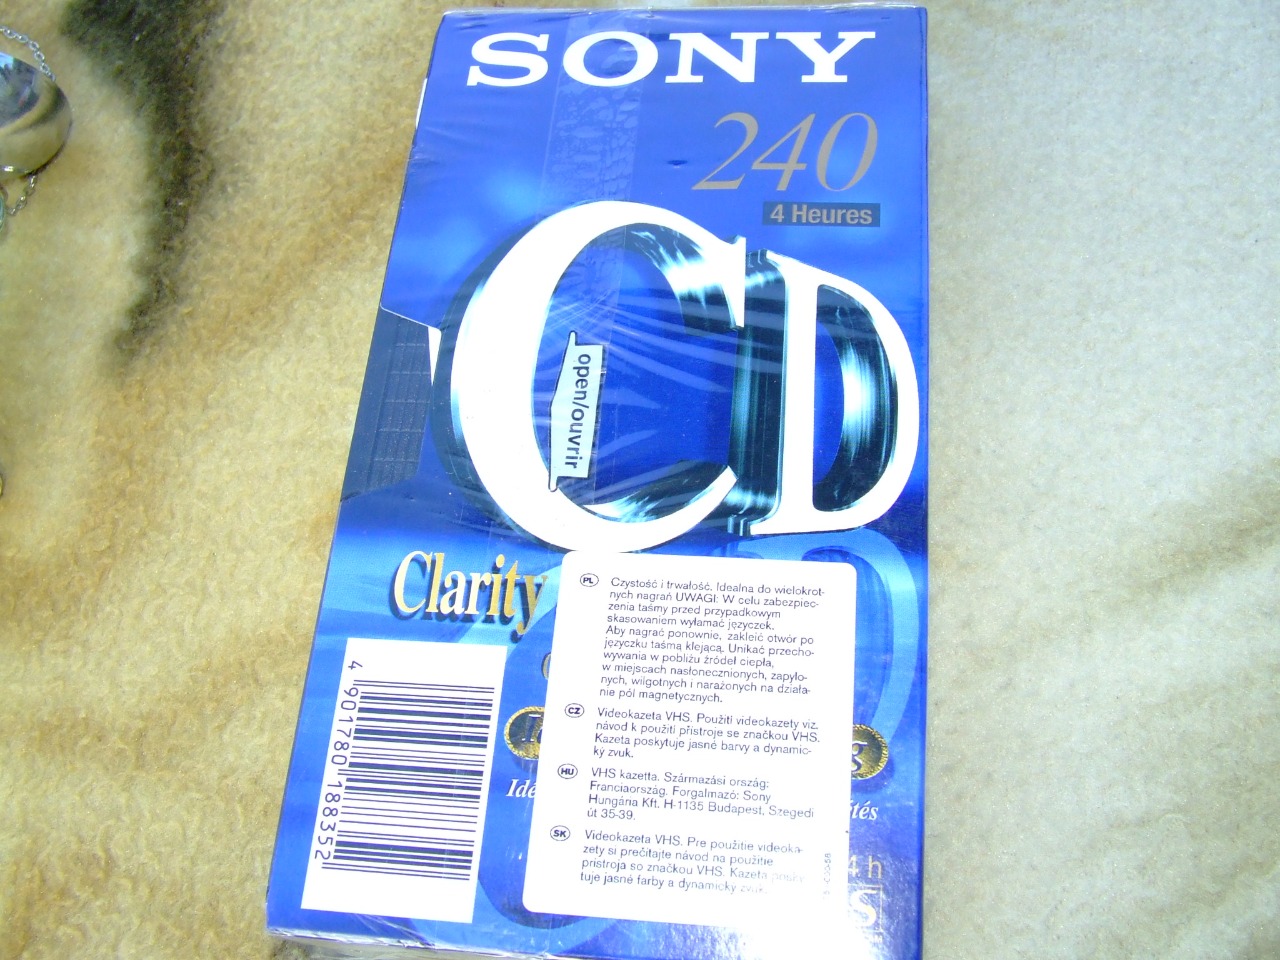 SONY
240
4 Heures
CD
open/ouvrir
Clarity
PL
Czystość i trwałość. Idealna do wielokrot-
nych nagrań UWAGI: W celu zabezpiec-
zenia taśmy przed przypadkowym
skasowaniem wyłamać języczek.
Aby nagrać ponownie, zakleić otwór po
języczku taśmą klejącą. Unikać przecho-
wywania w pobliżu źródeł ciepła,
w miejscach nasłonecznionych, zapylo-
nych, wilgotnych i narażonych na działa-
nie pól magnetycznych.
CZ
Videokazeta VHS. Použití videokazety viz.
návod k použití přístroje se značkou VHS.
Kazeta poskytuje jasné barvy a dynamic-
ký zvuk.
HU
VHS kazetta. Származási ország:
Franciaország. Forgalmazó: Sony
Hungária Kft. H-1135 Budapest, Szegedi
út 35-39.
SK
Videokazeta VHS. Pre použitie videoka-
zety si prečítajte návod na použitie
prístroja so značkou VHS. Kazeta posky-
tuje jasné farby a dynamický zvuk.
4 901780 188352
4 h